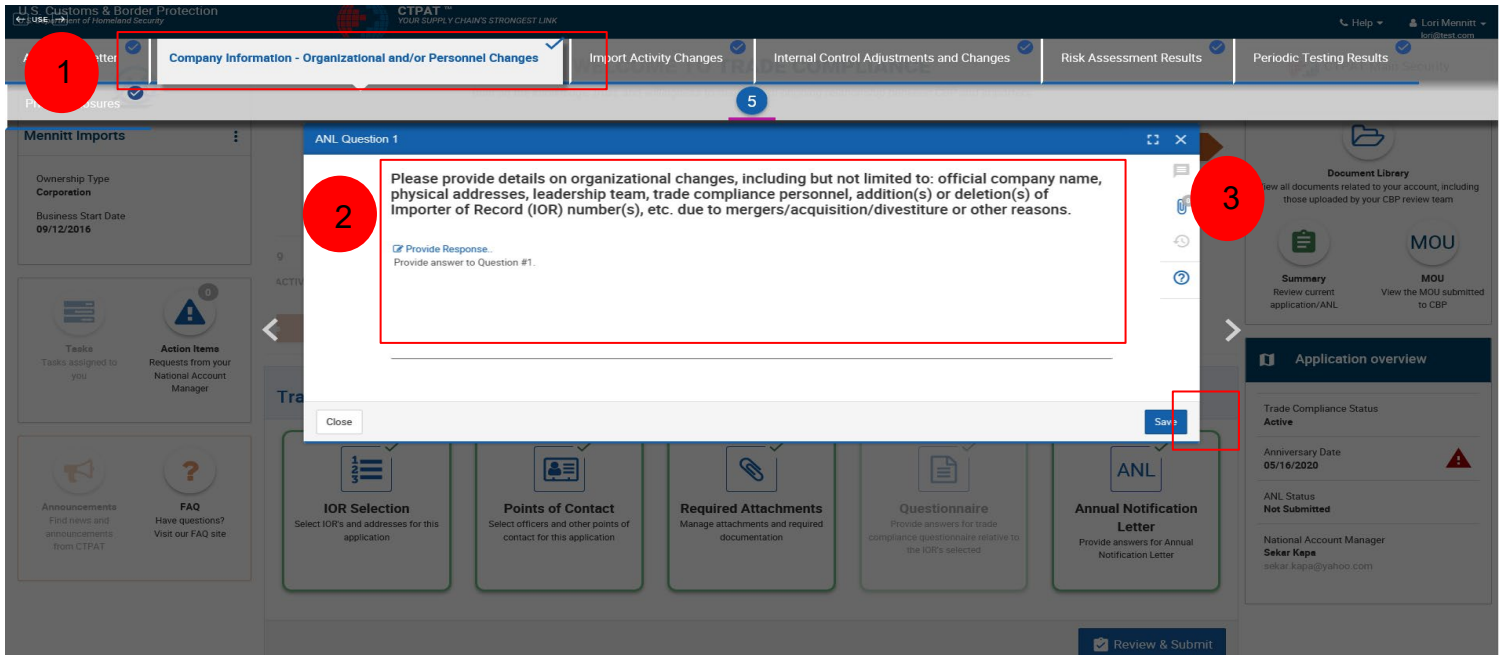 U.S. Customs & Border Protection
← USE →
of Homeland Security
CTPAT ™
YOUR SUPPLY CHAIN'S STRONGEST LINK
Help
Lori Mennitt
lori@test.com
1
Company Information - Organizational and/or Personnel Changes
Import Activity Changes
Internal Control Adjustments and Changes
Risk Assessment Results
Periodic Testing Results
5
Mennitt Imports
Ownership Type
Corporation
Business Start Date
09/12/2016
ANL Question 1
2
Please provide details on organizational changes, including but not limited to: official company name,
physical addresses, leadership team, trade compliance personnel, addition(s) or deletion(s) of
Importer of Record (IOR) number(s), etc. due to mergers/acquisition/divestiture or other reasons.
Provide Response..
Provide answer to Question #1.
3
Close
Save
Document Library
View all documents related to your account, including
those uploaded by your CBP review team
Summary
Review current
application/ANL
MOU
MOU
View the MOU submitted
to CBP
0
Tasks
Tasks assigned to
you
Action Items
Requests from your
National Account
Manager
Announcements
Find news and
announcements
from CTPAT
FAQ
Have questions?
Visit our FAQ site
9
ACTIV
Tra
IOR Selection
Select IOR's and addresses for this
application
Points of Contact
Select officers and other points of
contact for this application
Required Attachments
Manage attachments and required
documentation
Questionnaire
Provide answers for trade
compliance questionnaire relative to
the IOR's selected
ANL
Annual Notification
Letter
Provide answers for Annual
Notification Letter
Application overview
Trade Compliance Status
Active
Anniversary Date
05/16/2020
ANL Status
Not Submitted
National Account Manager
Sekar Kapa
sekar.kapa@yahoo.com
Review & Submit